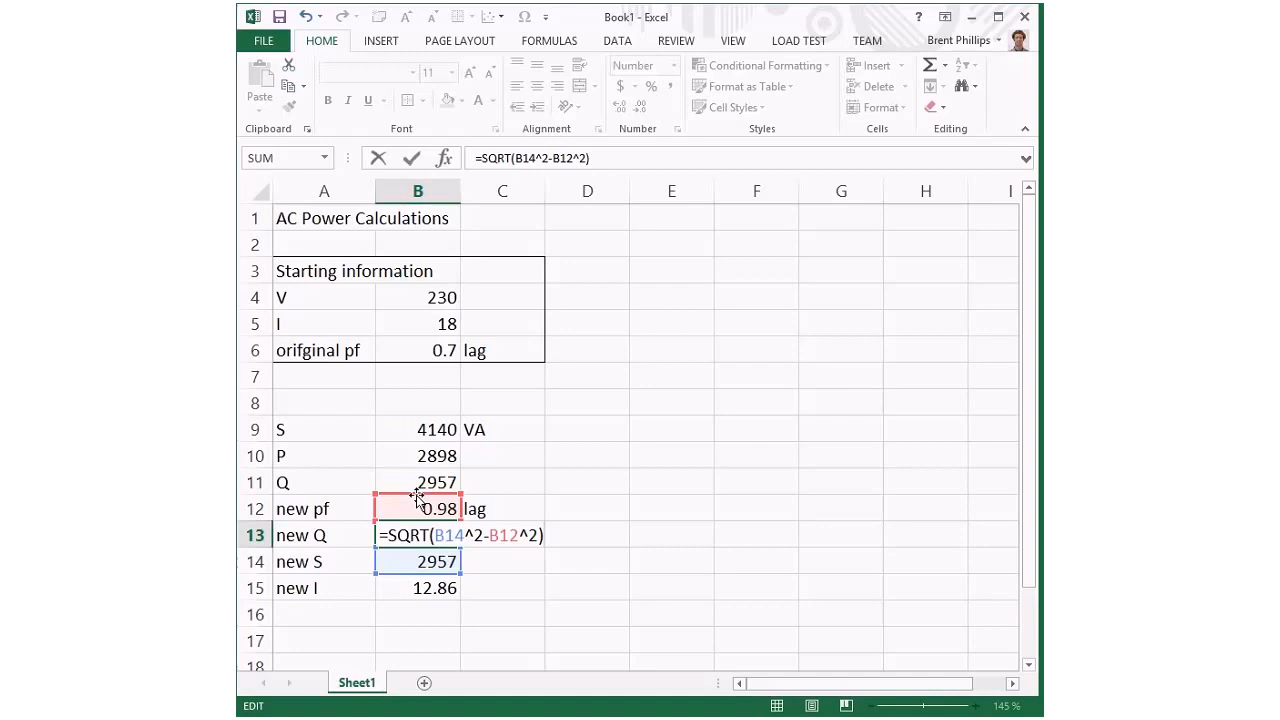 Book1 - Excel
?
FILE HOME INSERT PAGE LAYOUT FORMULAS DATA REVIEW VIEW LOAD TEST TEAM Brent Phillips
Paste
11 A A
B I U A
Number
$ % ,
Conditional Formatting
Format as Table
Cell Styles
Insert
Delete
Format
Clipboard Font Alignment Number Styles Cells Editing
SUM fx =SQRT(B14^2-B12^2)
A B C D E F G H I
1 AC Power Calculations
2
3 Starting information
4 V 230
5 I 18
6 orifginal pf 0.7 lag
7
8
9 S 4140 VA
10 P 2898
11 Q 2957
12 new pf 0.98 lag
13 new Q =SQRT(B14^2-B12^2)
14 new S 2957
15 new I 12.86
16
17
18
Sheet1
EDIT 145 %